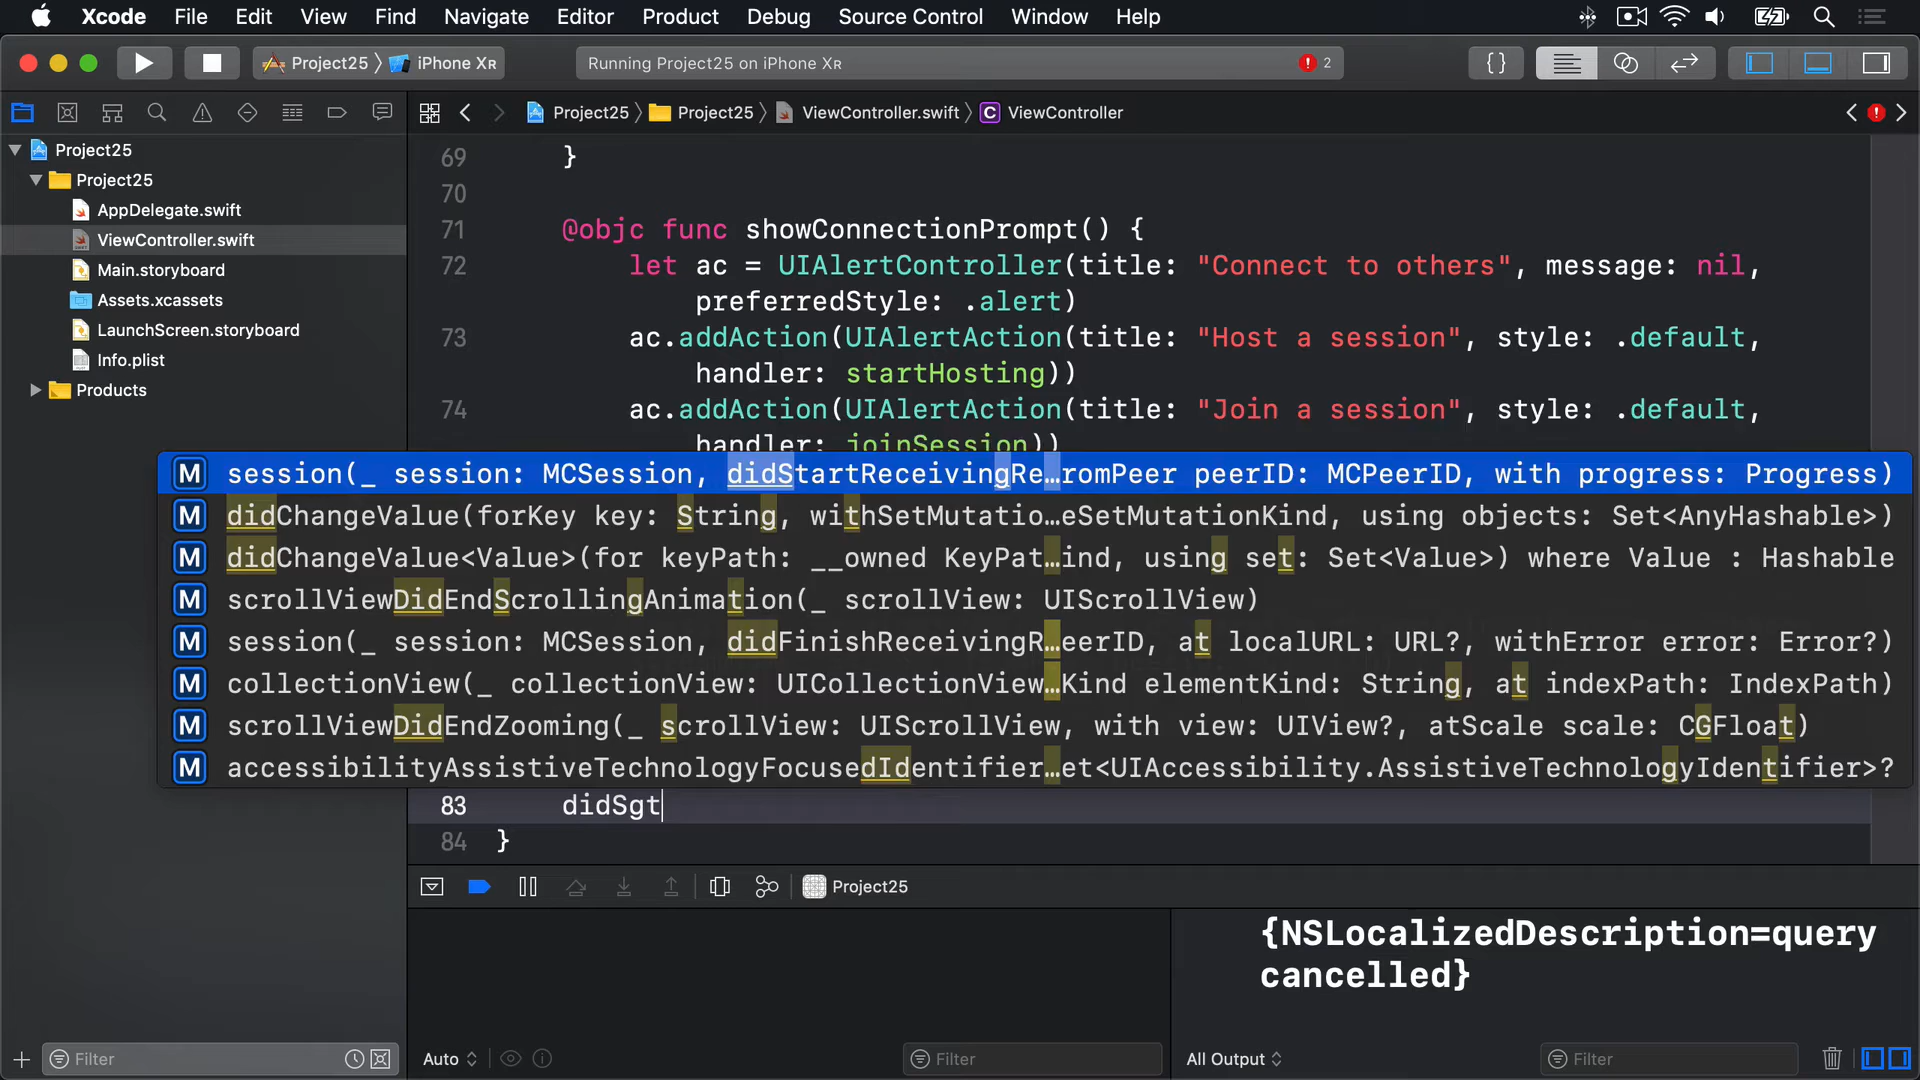 Xcode File Edit View Find Navigate Editor Product Debug Source Control Window Help
Project25 iPhone XR Running Project25 on iPhone XR 2 {}
Project25 Project25 ViewController.swift C ViewController
Project25
Project25
AppDelegate.swift
ViewController.swift
Main.storyboard
Assets.xcassets
LaunchScreen.storyboard
Info.plist
Products
69 }
70
71 @objc func showConnectionPrompt() {
72 let ac = UIAlertController(title: "Connect to others", message: nil,
preferredStyle: .alert)
73 ac.addAction(UIAlertAction(title: "Host a session", style: .default,
handler: startHosting))
74 ac.addAction(UIAlertAction(title: "Join a session", style: .default,
handler: joinSession))
M session(_ session: MCSession, didStartReceivingRe…romPeer peerID: MCPeerID, with progress: Progress)
M didChangeValue(forKey key: String, withSetMutatio…eSetMutationKind, using objects: Set<AnyHashable>)
M didChangeValue<Value>(for keyPath: __owned KeyPat…ind, using set: Set<Value>) where Value : Hashable
M scrollViewDidEndScrollingAnimation(_ scrollView: UIScrollView)
M session(_ session: MCSession, didFinishReceivingR…eerID, at localURL: URL?, withError error: Error?)
M collectionView(_ collectionView: UICollectionView…Kind elementKind: String, at indexPath: IndexPath)
M scrollViewDidEndZooming(_ scrollView: UIScrollView, with view: UIView?, atScale scale: CGFloat)
M accessibilityAssistiveTechnologyFocusedIdentifier…et<UIAccessibility.AssistiveTechnologyIdentifier>?
83 didSgt
84 }
Project25
{NSLocalizedDescription=query
cancelled}
Filter Auto Filter All Output Filter